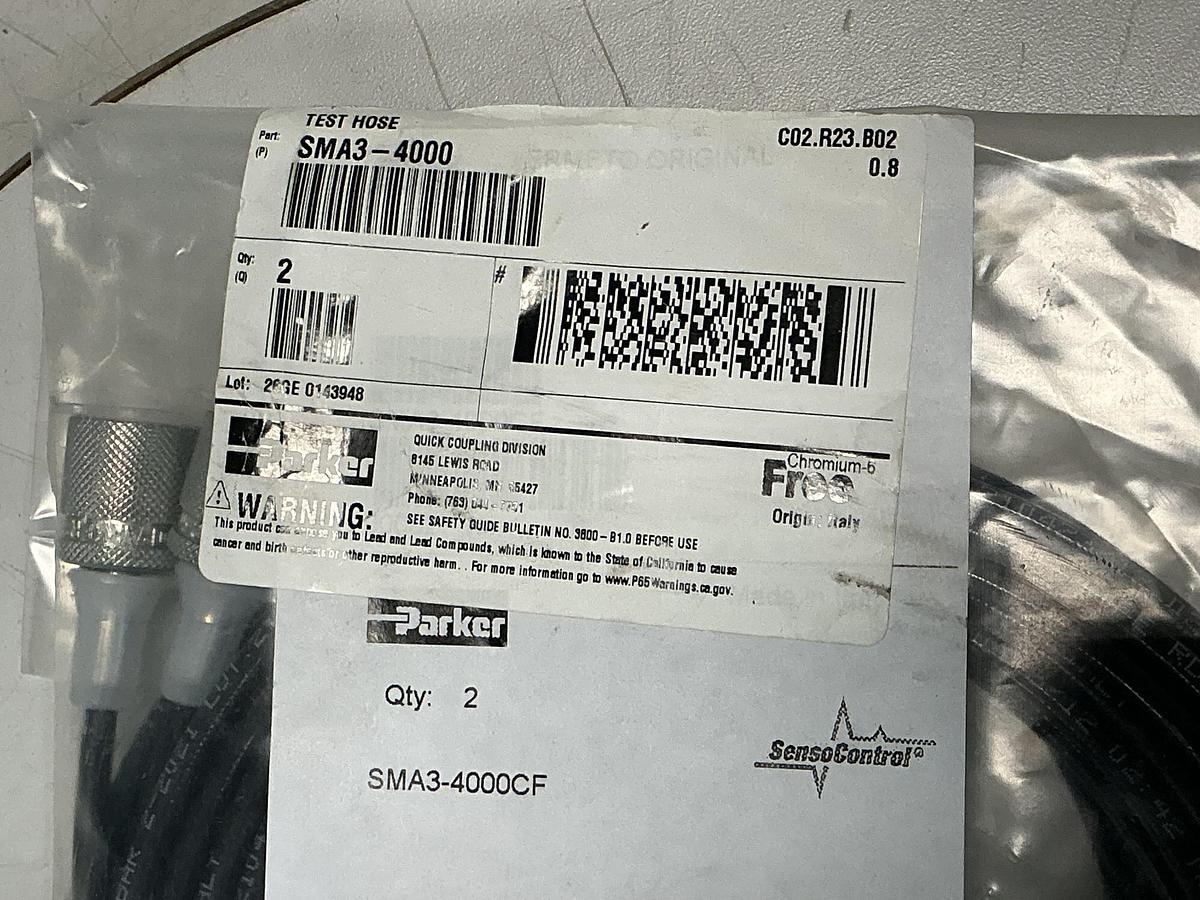 TEST HOSE
Part:
(P)
SMA3-4000
C02.R23.B02
0.8
Qty:
(Q)
2
#
Lot: GE 0143948
Parker
QUICK COUPLING DIVISION
8145 LEWIS ROAD
MINNEAPOLIS, MN 55427
Phone: (763)
Chromium-6
Free
Origin: Italy
WARNING:
SEE SAFETY GUIDE BULLETIN NO. 3800-B1.0 BEFORE USE
This product can expose you to Lead and Lead Compounds, which is known to the State of California to cause
cancer and birth defects or other reproductive harm. . For more information go to www.P65Warnings.ca.gov.
Parker
Qty: 2
SensoControl®
SMA3-4000CF